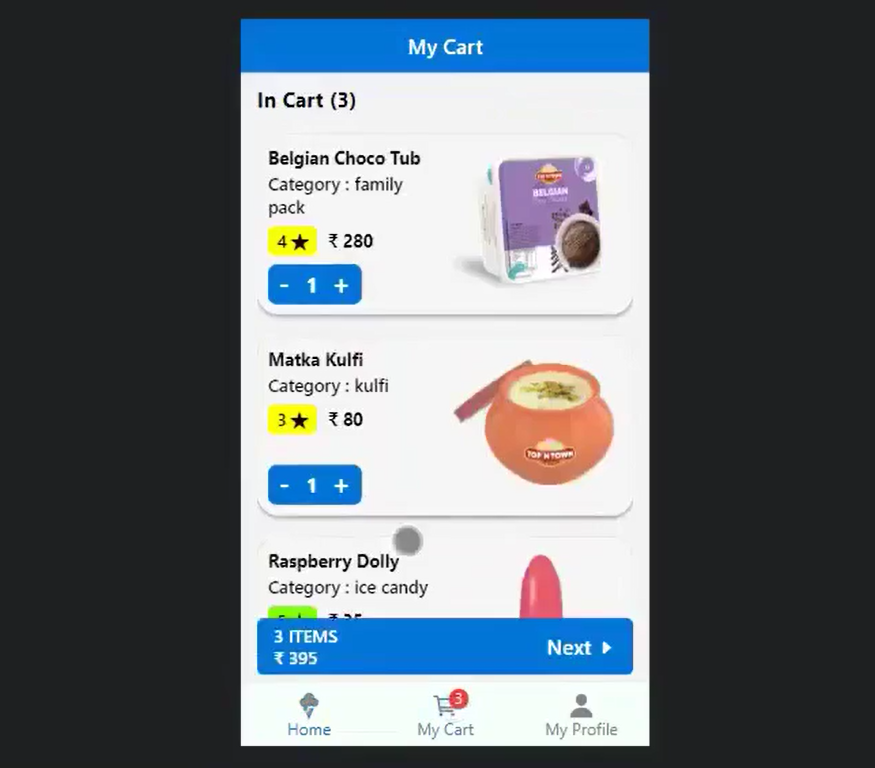 My Cart
In Cart (3)
Belgian Choco Tub
Category : family
pack
4★ ₹ 280
- 1 +
TOP N TOWN
BELGIAN
Matka Kulfi
Category : kulfi
3★ ₹ 80
- 1 +
TOP N TOWN
Raspberry Dolly
Category : ice candy
3 ITEMS
₹ 395
Next
3
Home
My Cart
My Profile